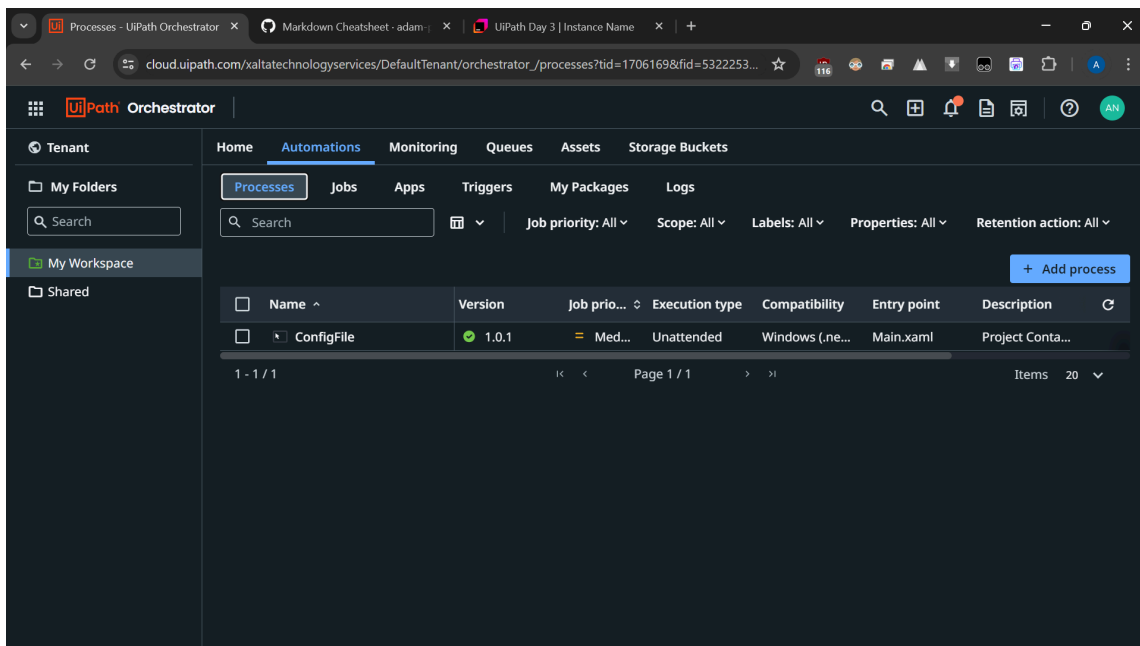 Processes - UiPath Orchestrator
Markdown Cheatsheet · adam-
UiPath Day 3 | Instance Name
cloud.uipath.com/xaltatechnologyservices/DefaultTenant/orchestrator_/processes?tid=1706169&fid=5322253...
116
A
UiPath Orchestrator
AN
Tenant
Home Automations Monitoring Queues Assets Storage Buckets
My Folders
Processes Jobs Apps Triggers My Packages Logs
Search
Search
Job priority: All Scope: All Labels: All Properties: All Retention action: All
My Workspace
+ Add process
Shared
Name Version Job prio... Execution type Compatibility Entry point Description
ConfigFile 1.0.1 = Med... Unattended Windows (.ne... Main.xaml Project Conta...
1 - 1 / 1 Page 1 / 1 Items 20